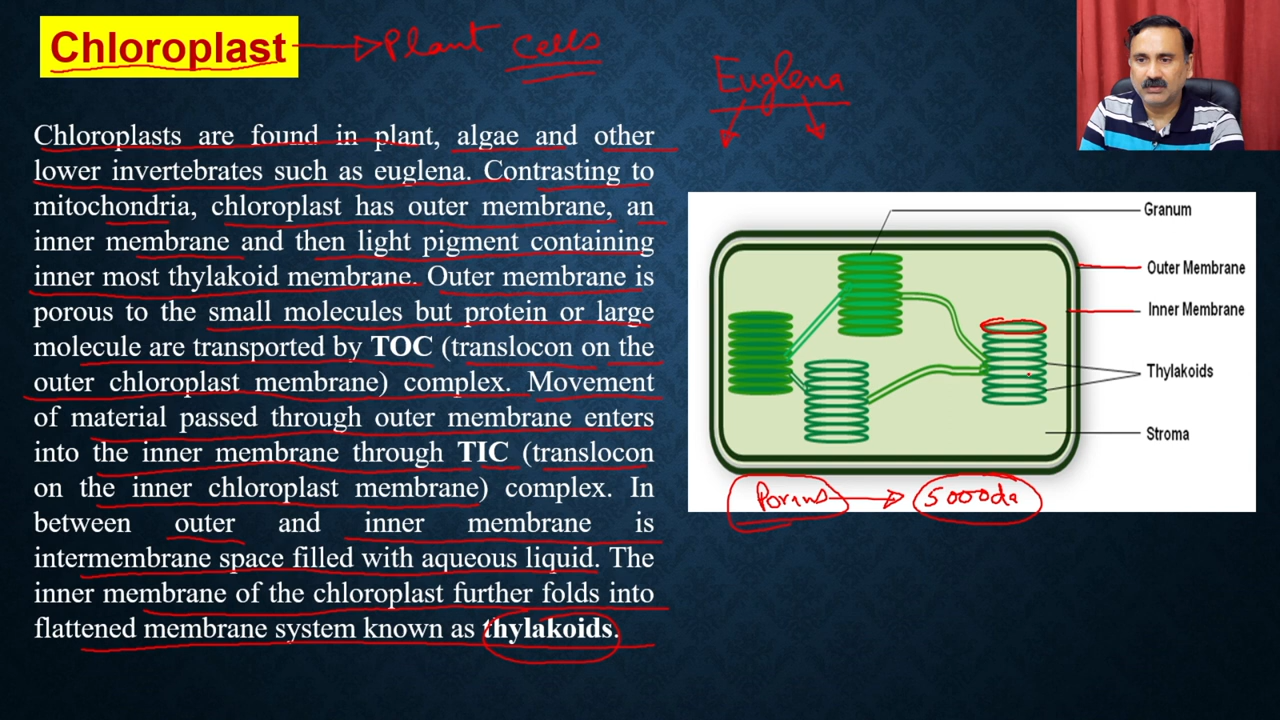 Chloroplast
Plant cells
Euglena
Chloroplasts are found in plant, algae and other
lower invertebrates such as euglena. Contrasting to
mitochondria, chloroplast has outer membrane, an
inner membrane and then light pigment containing
inner most thylakoid membrane. Outer membrane is
porous to the small molecules but protein or large
molecule are transported by TOC (translocon on the
outer chloroplast membrane) complex. Movement
of material passed through outer membrane enters
into the inner membrane through TIC (translocon
on the inner chloroplast membrane) complex. In
between outer and inner membrane is
intermembrane space filled with aqueous liquid. The
inner membrane of the chloroplast further folds into
flattened membrane system known as thylakoids.
Granum
Outer Membrane
Inner Membrane
Thylakoids
Stroma
5000da